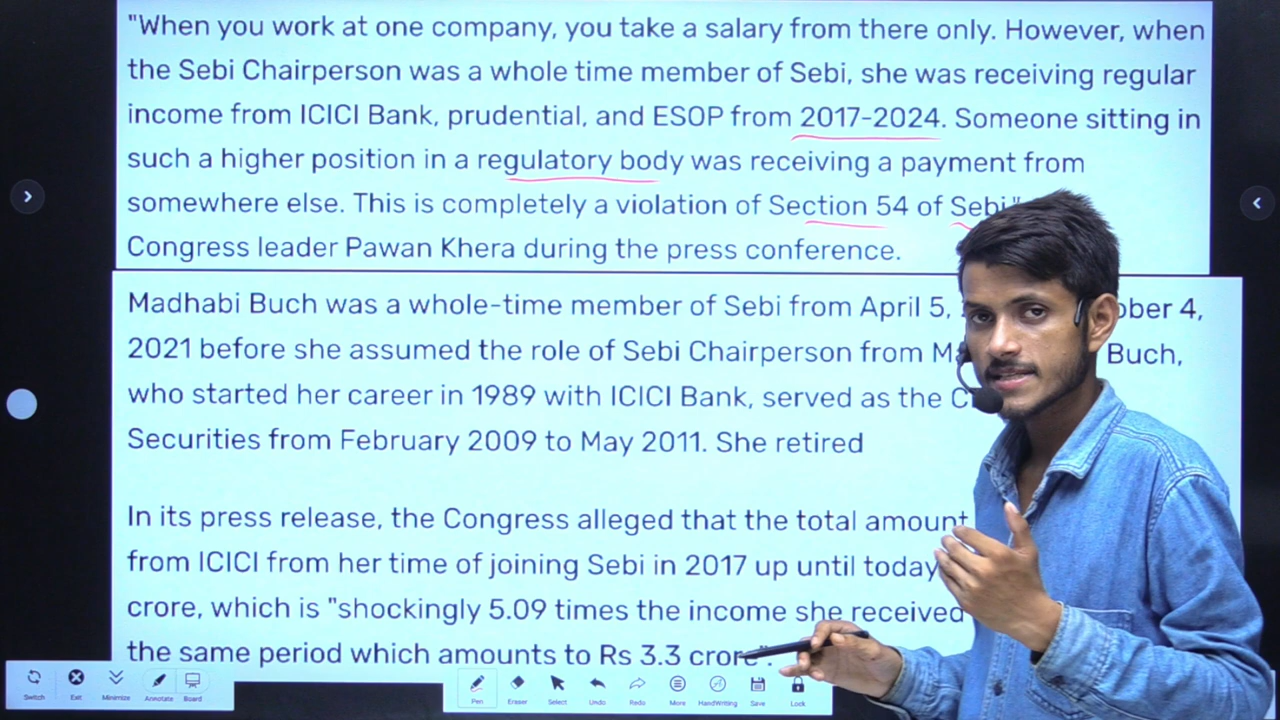 "When you work at one company, you take a salary from there only. However, when
the Sebi Chairperson was a whole time member of Sebi, she was receiving regular
income from ICICI Bank, prudential, and ESOP from 2017-2024. Someone sitting in
such a higher position in a regulatory body was receiving a payment from
somewhere else. This is completely a violation of Section 54 of Sebi"
Congress leader Pawan Khera during the press conference.
Madhabi Buch was a whole-time member of Sebi from April 5, ober 4,
2021 before she assumed the role of Sebi Chairperson from Ma Buch,
who started her career in 1989 with ICICI Bank, served as the
Securities from February 2009 to May 2011. She retired
In its press release, the Congress alleged that the total amount
from ICICI from her time of joining Sebi in 2017 up until today
crore, which is "shockingly 5.09 times the income she received
the same period which amounts to Rs 3.3 crore".
Switch Exit Minimize Annotate Board Pen Eraser Select Undo Redo More HandWriting Save Lock